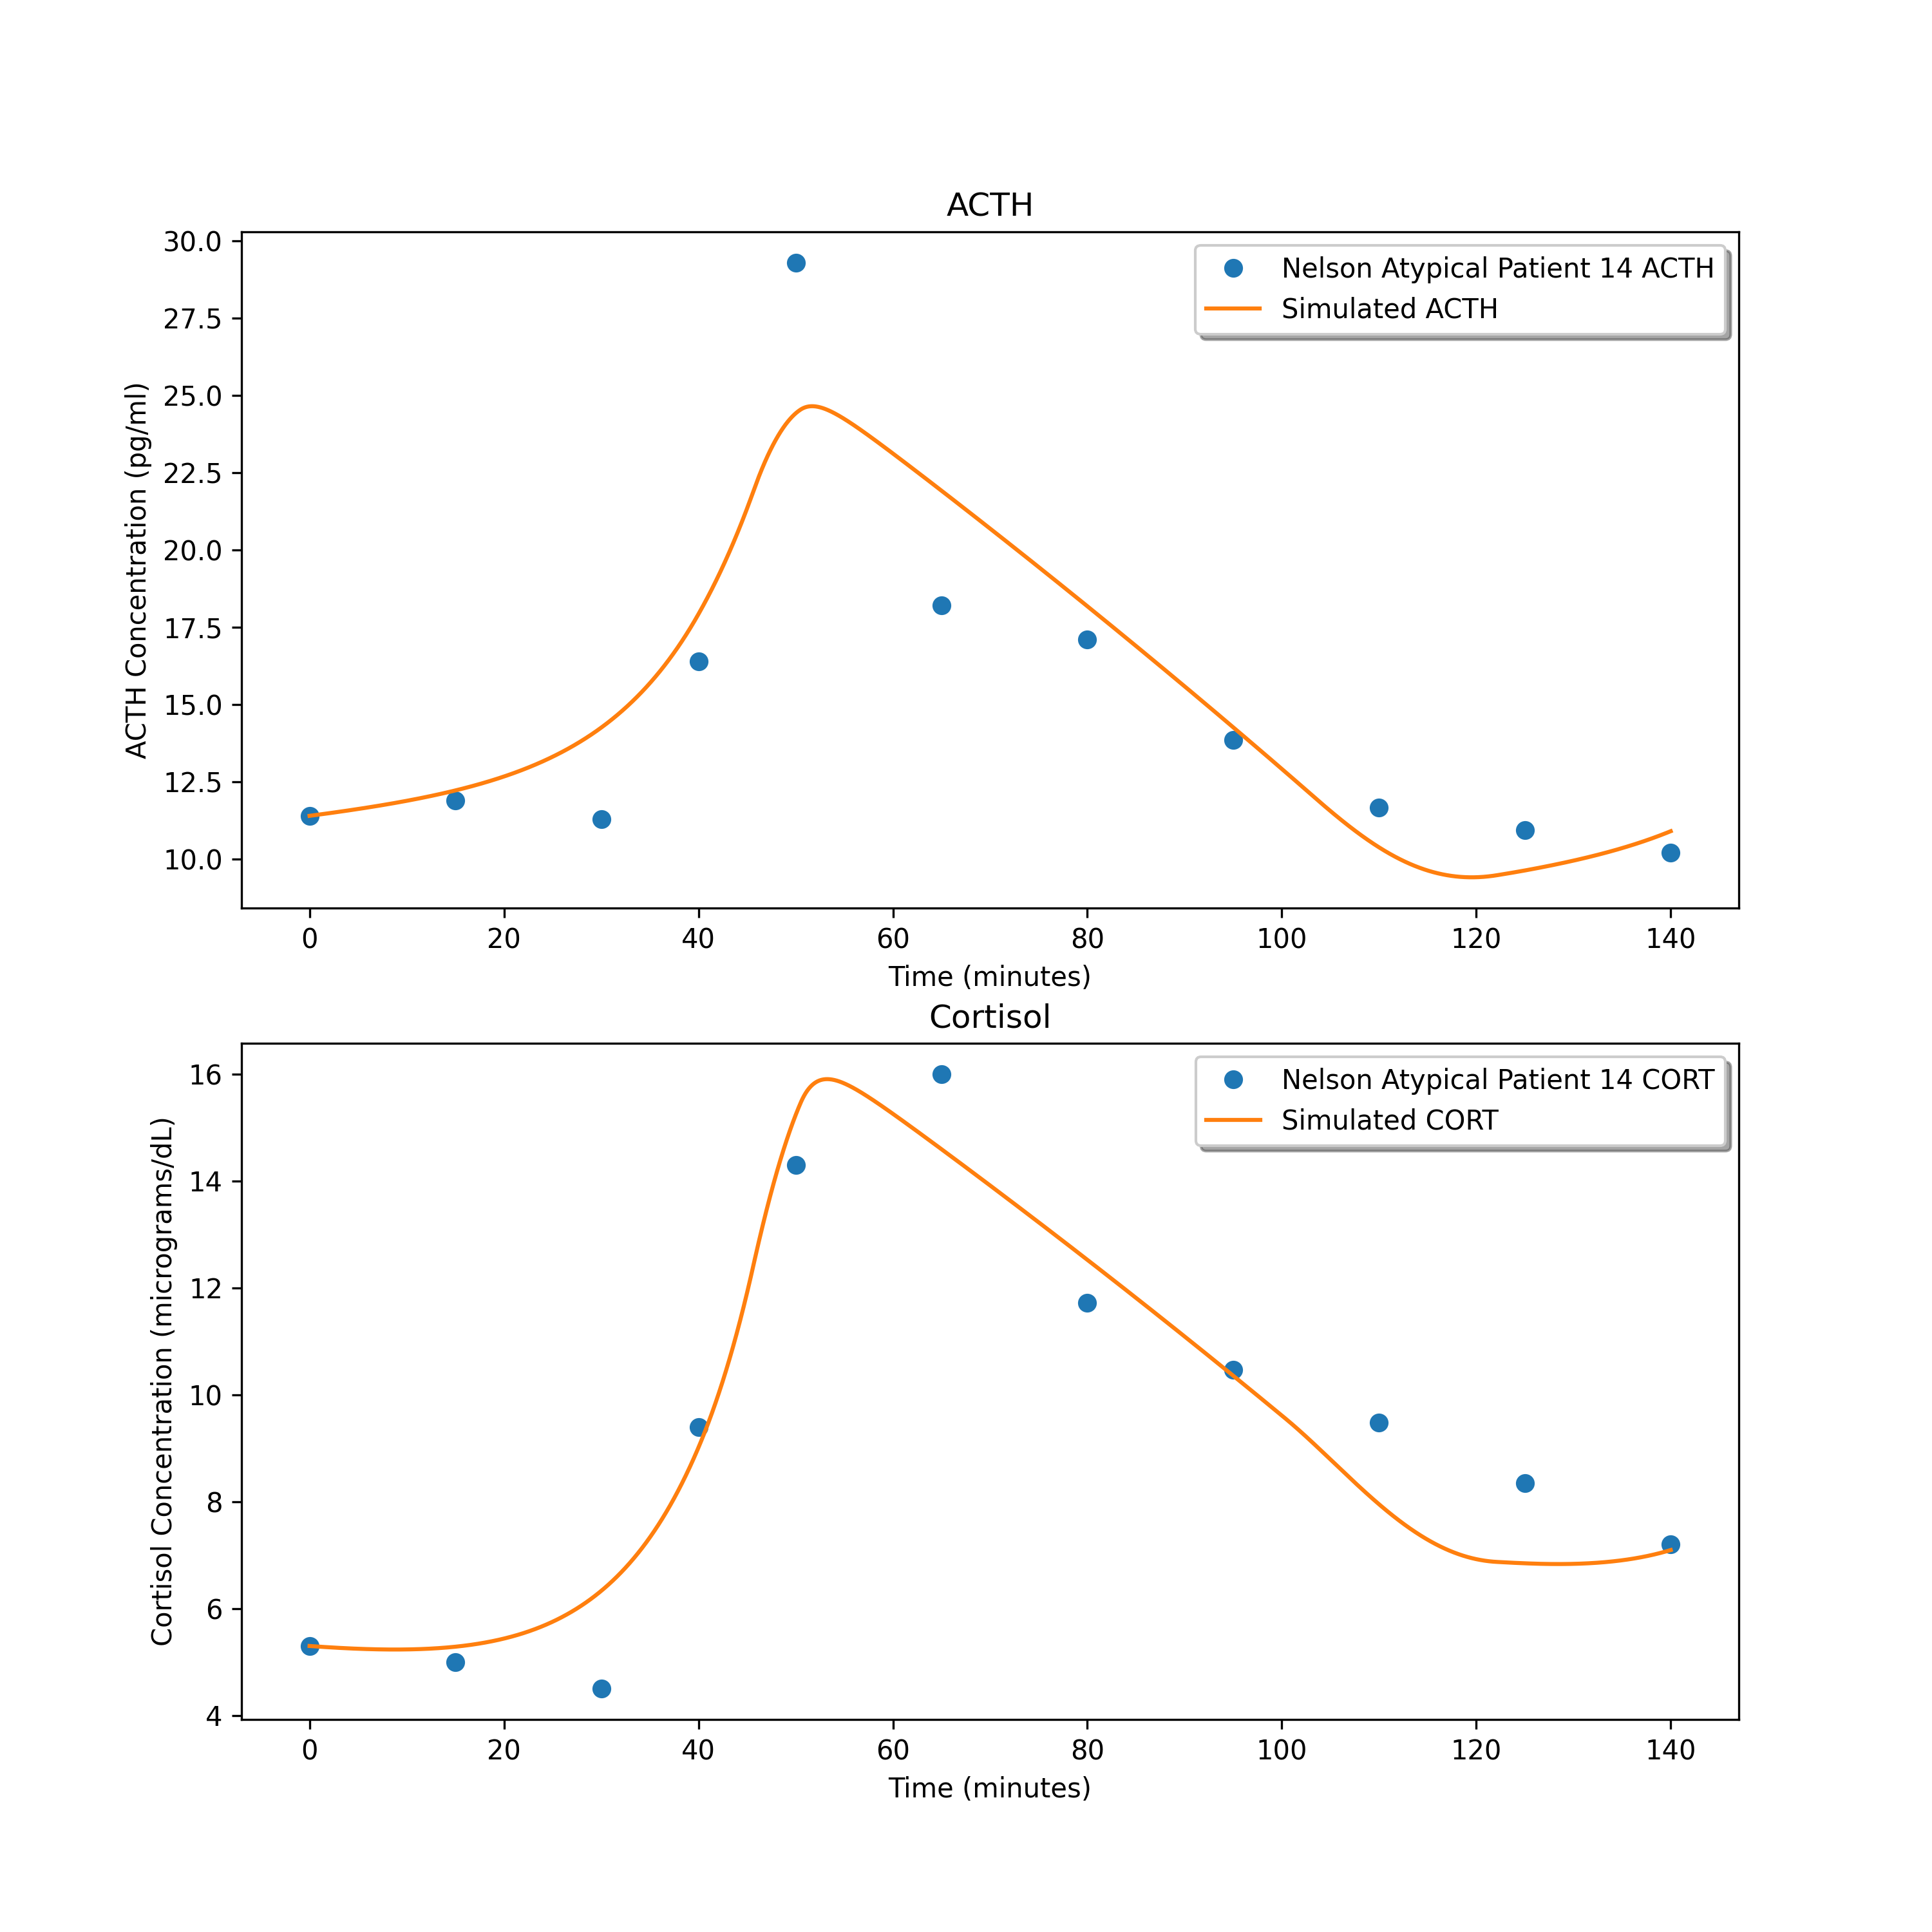 ACTH
30.0
27.5
25.0
22.5
20.0
17.5
15.0
12.5
10.0
ACTH Concentration (pg/ml)
Nelson Atypical Patient 14 ACTH
Simulated ACTH
0 20 40 60 80 100 120 140
Time (minutes)
Cortisol
16
14
12
10
8
6
4
Cortisol Concentration (micrograms/dL)
Nelson Atypical Patient 14 CORT
Simulated CORT
0 20 40 60 80 100 120 140
Time (minutes)